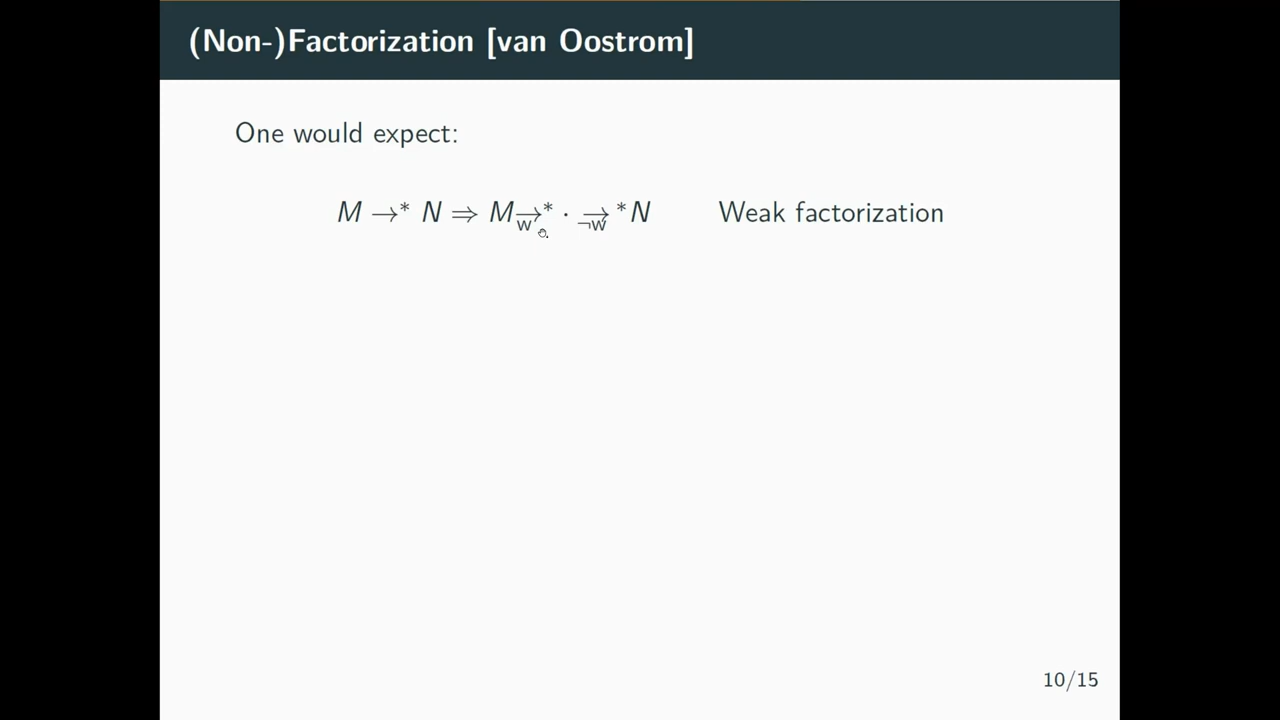 (Non-)Factorization [van Oostrom]
One would expect:
M →* N ⇒ M →w* · →¬w* N Weak factorization
10/15